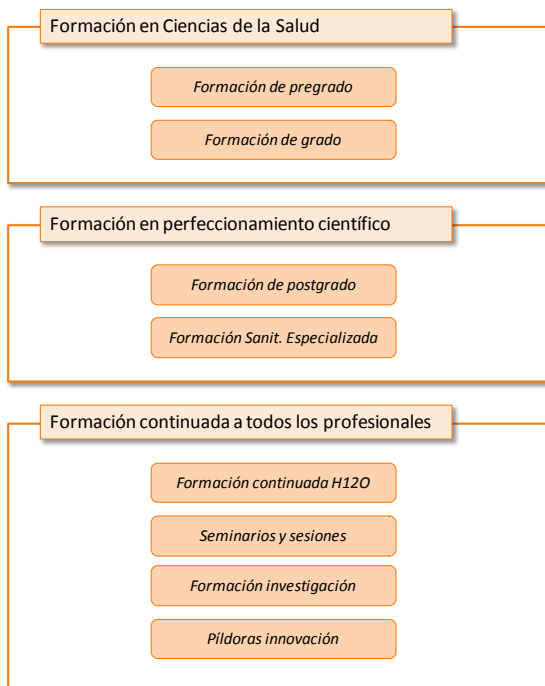 Formación en Ciencias de la Salud
Formación de pregrado
Formación de grado
Formación en perfeccionamiento científico
Formación de postgrado
Formación Sanit. Especializada
Formación continuada a todos los profesionales
Formación continuada H12O
Seminarios y sesiones
Formación investigación
Píldoras innovación